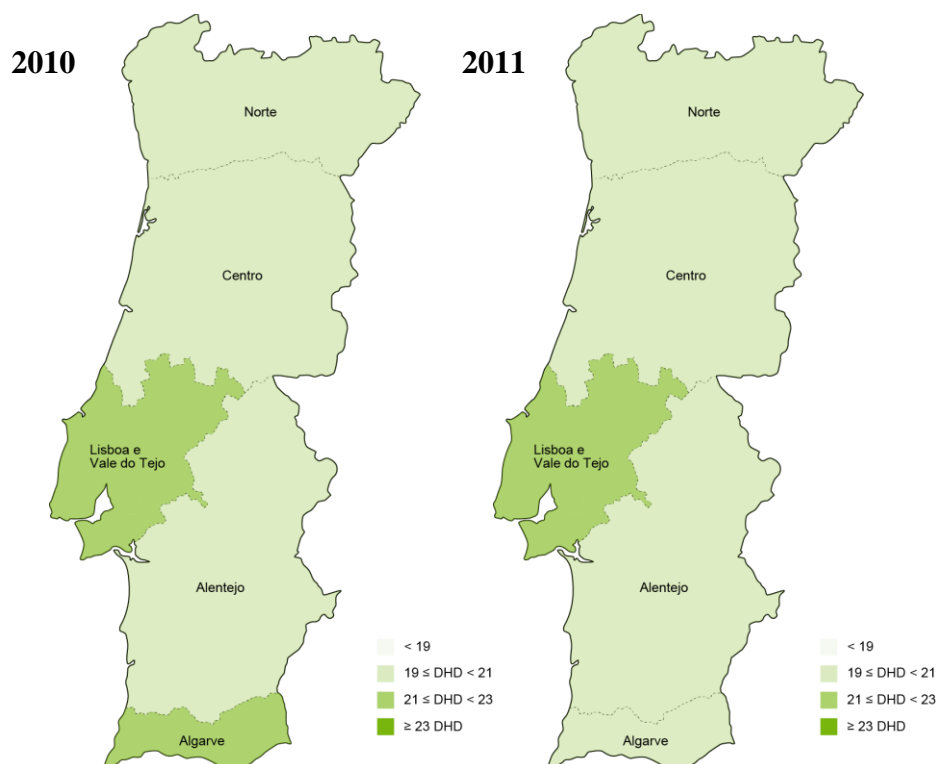 2010
Norte
Centro
Lisboa e
Vale do Tejo
Alentejo
Algarve
< 19
19 ≤ DHD < 21
21 ≤ DHD < 23
≥ 23 DHD
2011
Norte
Centro
Lisboa e
Vale do Tejo
Alentejo
Algarve
< 19
19 ≤ DHD < 21
21 ≤ DHD < 23
≥ 23 DHD